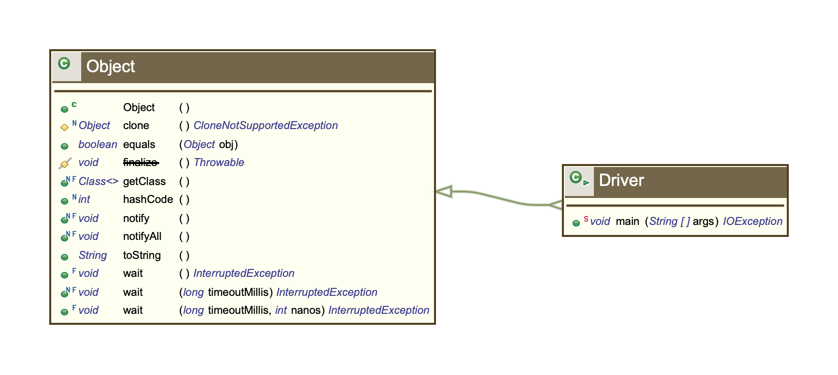 Object
C Object ()
N Object clone () CloneNotSupportedException
boolean equals (Object obj)
void finalize () Throwable
N F Class<> getClass ()
N int hashCode ()
N F void notify ()
N F void notifyAll ()
String toString ()
F void wait () InterruptedException
N F void wait (long timeoutMillis) InterruptedException
F void wait (long timeoutMillis, int nanos) InterruptedException
Driver
S void main (String [] args) IOException